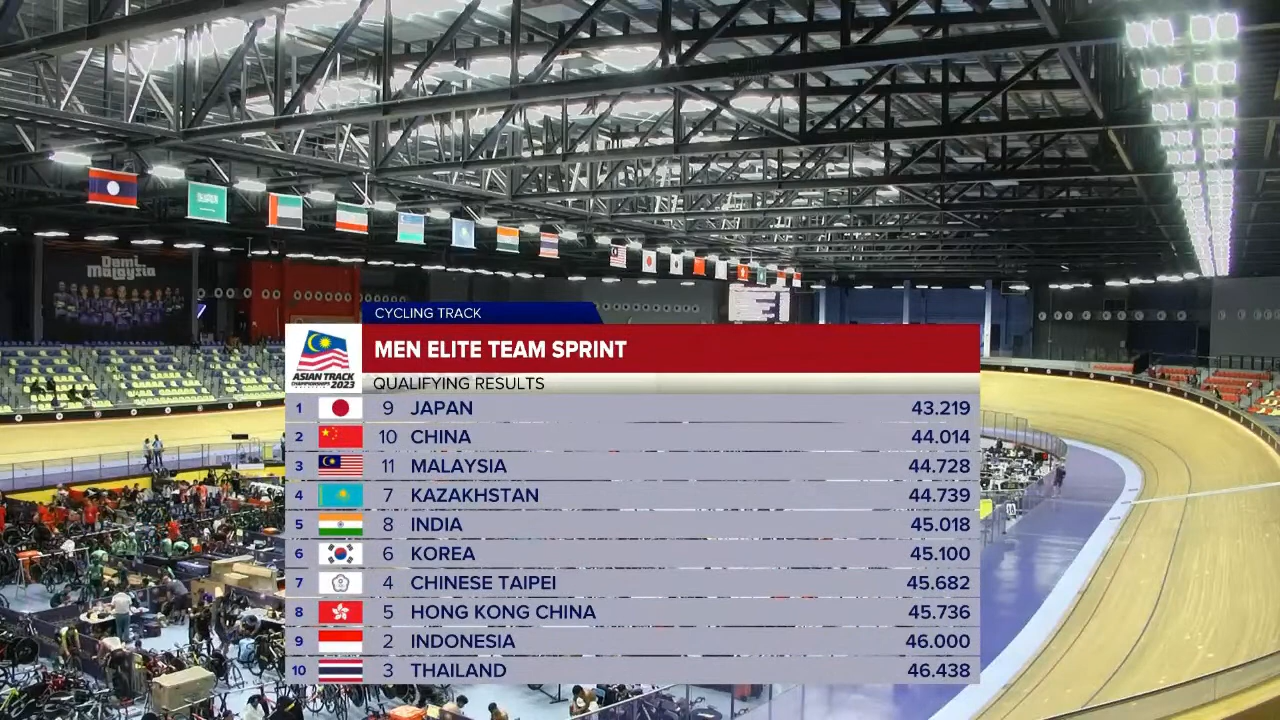 Demi
Malaysia
CYCLING TRACK
ASIAN TRACK
CHAMPIONSHIPS
2023
MEN ELITE TEAM SPRINT
QUALIFYING RESULTS
1 9 JAPAN 43.219
2 10 CHINA 44.014
3 11 MALAYSIA 44.728
4 7 KAZAKHSTAN 44.739
5 8 INDIA 45.018
6 6 KOREA 45.100
7 4 CHINESE TAIPEI 45.682
8 5 HONG KONG CHINA 45.736
9 2 INDONESIA 46.000
10 3 THAILAND 46.438